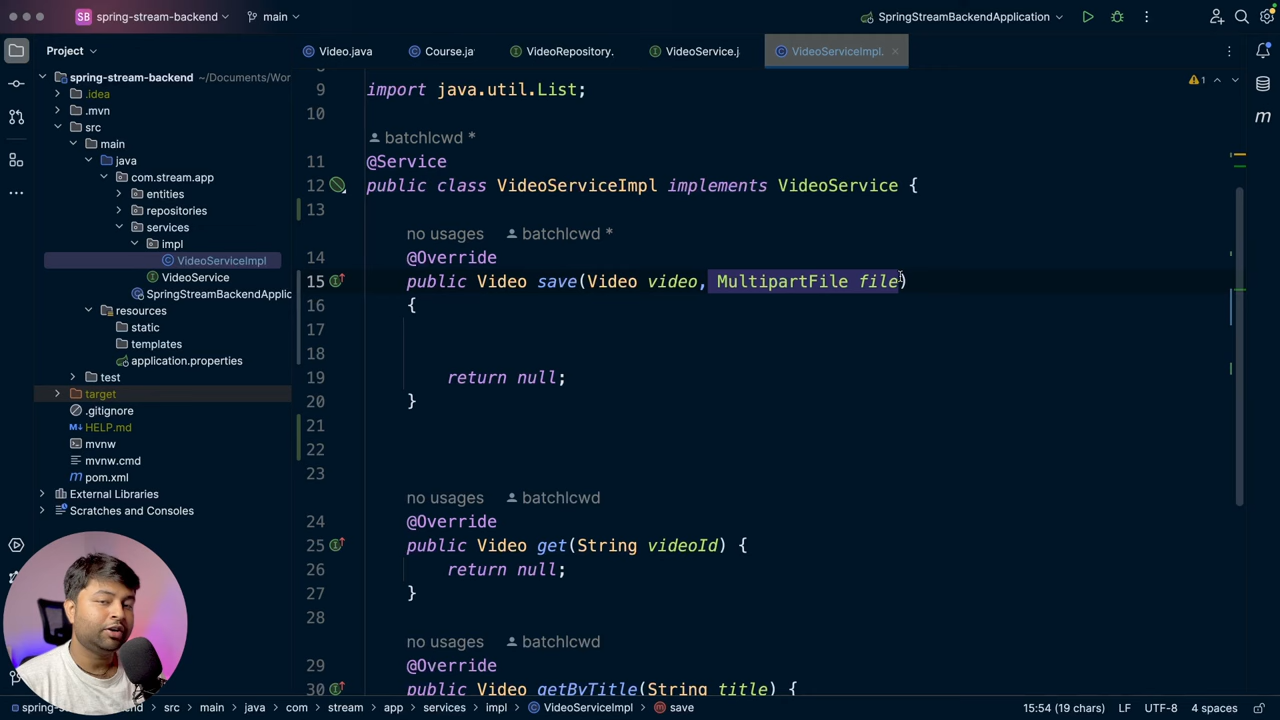 SB spring-stream-backend main SpringStreamBackendApplication
Project Video.java Course.ja VideoRepository. VideoService.j VideoServiceImpl.
spring-stream-backend ~/Documents/Wor
.idea
.mvn
src
main
java
com.stream.app
entities
repositories
services
impl
VideoServiceImpl
VideoService
SpringStreamBackendApplic
resources
static
templates
application.properties
test
target
.gitignore
HELP.md
mvnw
mvnw.cmd
pom.xml
External Libraries
Scratches and Consoles
1
9 import java.util.List;
10
batchlcwd *
11 @Service
12 public class VideoServiceImpl implements VideoService {
13
no usages batchlcwd *
14 @Override
15 public Video save(Video video, MultipartFile file)
16 {
17
18
19 return null;
20 }
21
22
23
no usages batchlcwd
24 @Override
25 public Video get(String videoId) {
26 return null;
27 }
28
no usages batchlcwd
29 @Override
30 public Video getByTitle(String title) {
src main java com stream app services impl VideoServiceImpl save 15:54 (19 chars) LF UTF-8 4 spaces